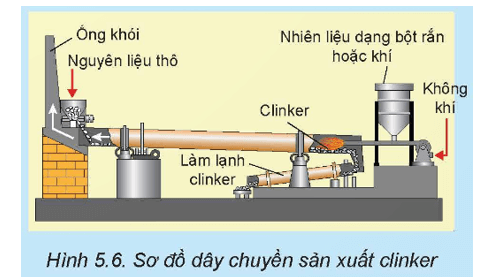 Ống khói
Nguyên liệu thô
Nhiên liệu dạng bột rắn
hoặc khí
Không
khí
Clinker
Làm lạnh
clinker
Hình 5.6. Sơ đồ dây chuyền sản xuất clinker